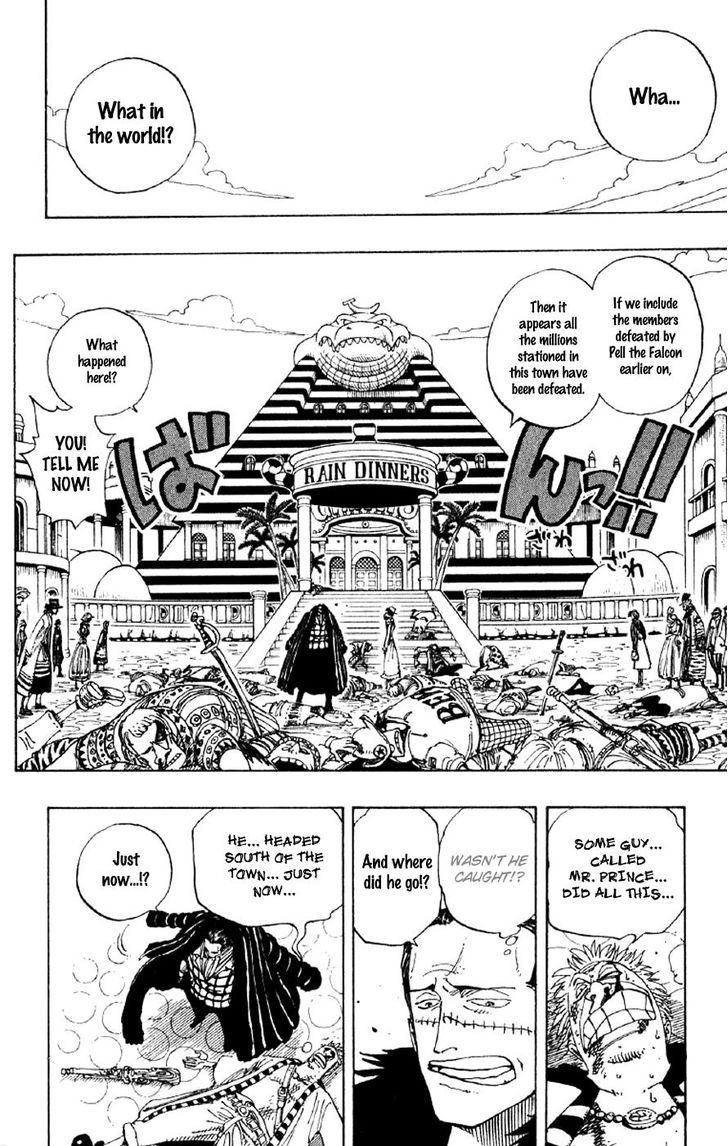 Wha...
What in
the world!?
If we include
the members
defeated by
Pell the Falcon
earlier on,
Then it
appears all
the millions
stationed in
this town have
been defeated.
What
happened
here!?
YOU!
TELL ME
NOW!
ばんっ!!
RAIN DINNERS
ざわ
ざわ
SOME GUY...
CALLED
MR. PRINCE...
DID ALL THIS...
WASN'T HE
CAUGHT!?
And where
did he go!?
HE... HEADED
SOUTH OF THE
TOWN... JUST
NOW...
Just
now...!?